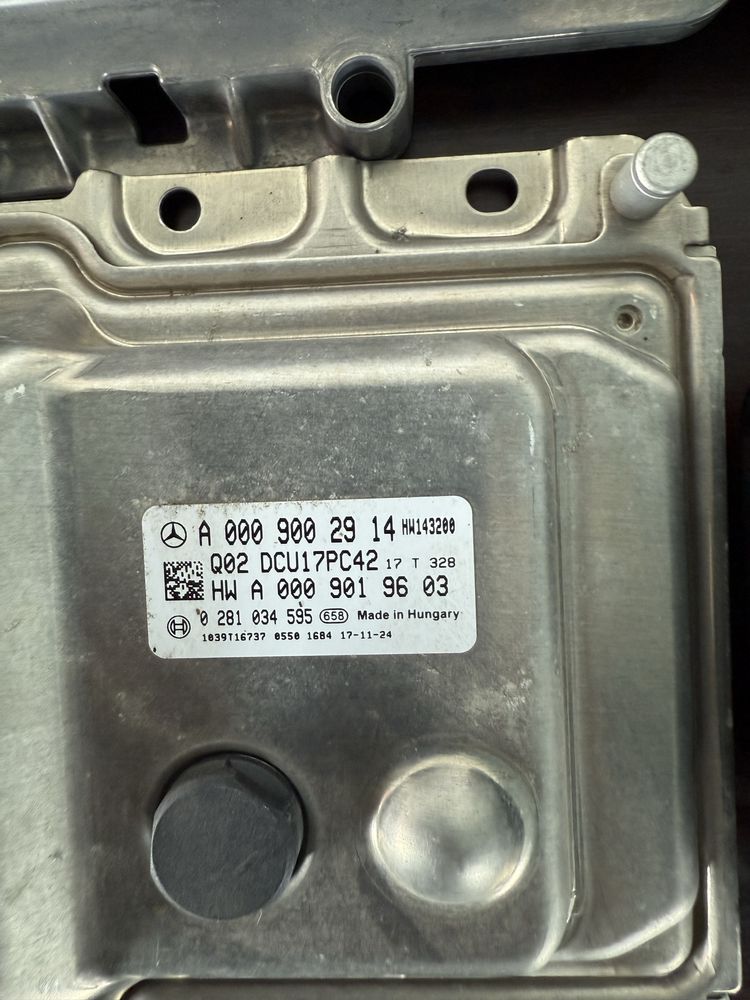 A 000 900 29 14 HW143200
Q02 DCU17PC42 17 T 328
HW A 000 901 96 03
0 281 034 595 658 Made in Hungary
1039T16737 0550 1684 17-11-24